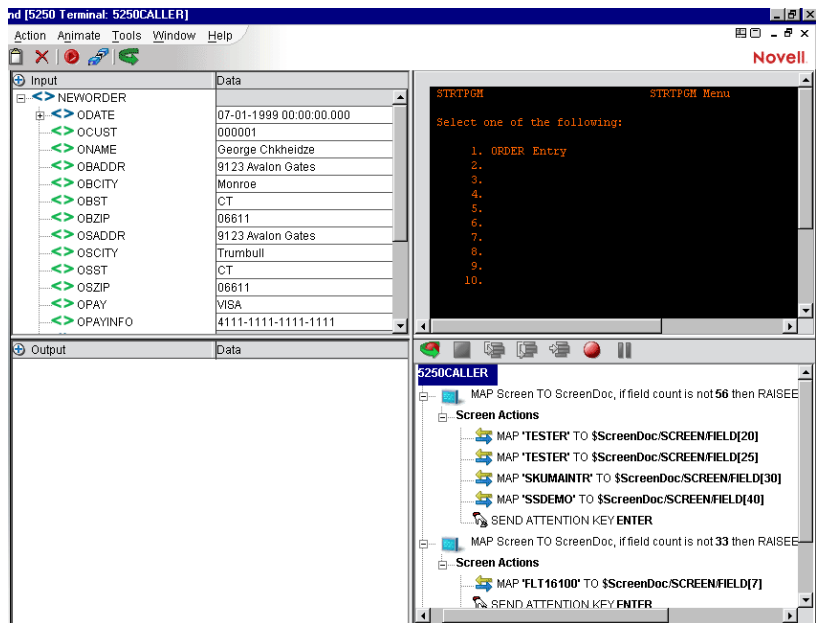 nd [5250 Terminal: 5250CALLER]
Action Animate Tools Window Help
Novell
Input Data
NEWORDER
ODATE 07-01-1999 00:00:00.000
OCUST 000001
ONAME George Chkheidze
OBADDR 9123 Avalon Gates
OBCITY Monroe
OBST CT
OBZIP 06611
OSADDR 9123 Avalon Gates
OSCITY Trumbull
OSST CT
OSZIP 06611
OPAY VISA
OPAYINFO 4111-1111-1111-1111
STRTPGM STRTPGM Menu
Select one of the following:
1. ORDER Entry
2.
3.
4.
5.
6.
7.
8.
9.
10.
Output Data
5250CALLER
MAP Screen TO ScreenDoc, if field count is not 56 then RAISEE
Screen Actions
MAP 'TESTER' TO $ScreenDoc/SCREEN/FIELD[20]
MAP 'TESTER' TO $ScreenDoc/SCREEN/FIELD[25]
MAP 'SKUMAINTR' TO $ScreenDoc/SCREEN/FIELD[30]
MAP 'SSDEMO' TO $ScreenDoc/SCREEN/FIELD[40]
SEND ATTENTION KEY ENTER
MAP Screen TO ScreenDoc, if field count is not 33 then RAISEE
Screen Actions
MAP 'FLT16100' TO $ScreenDoc/SCREEN/FIELD[7]
SEND ATTENTION KEY ENTER